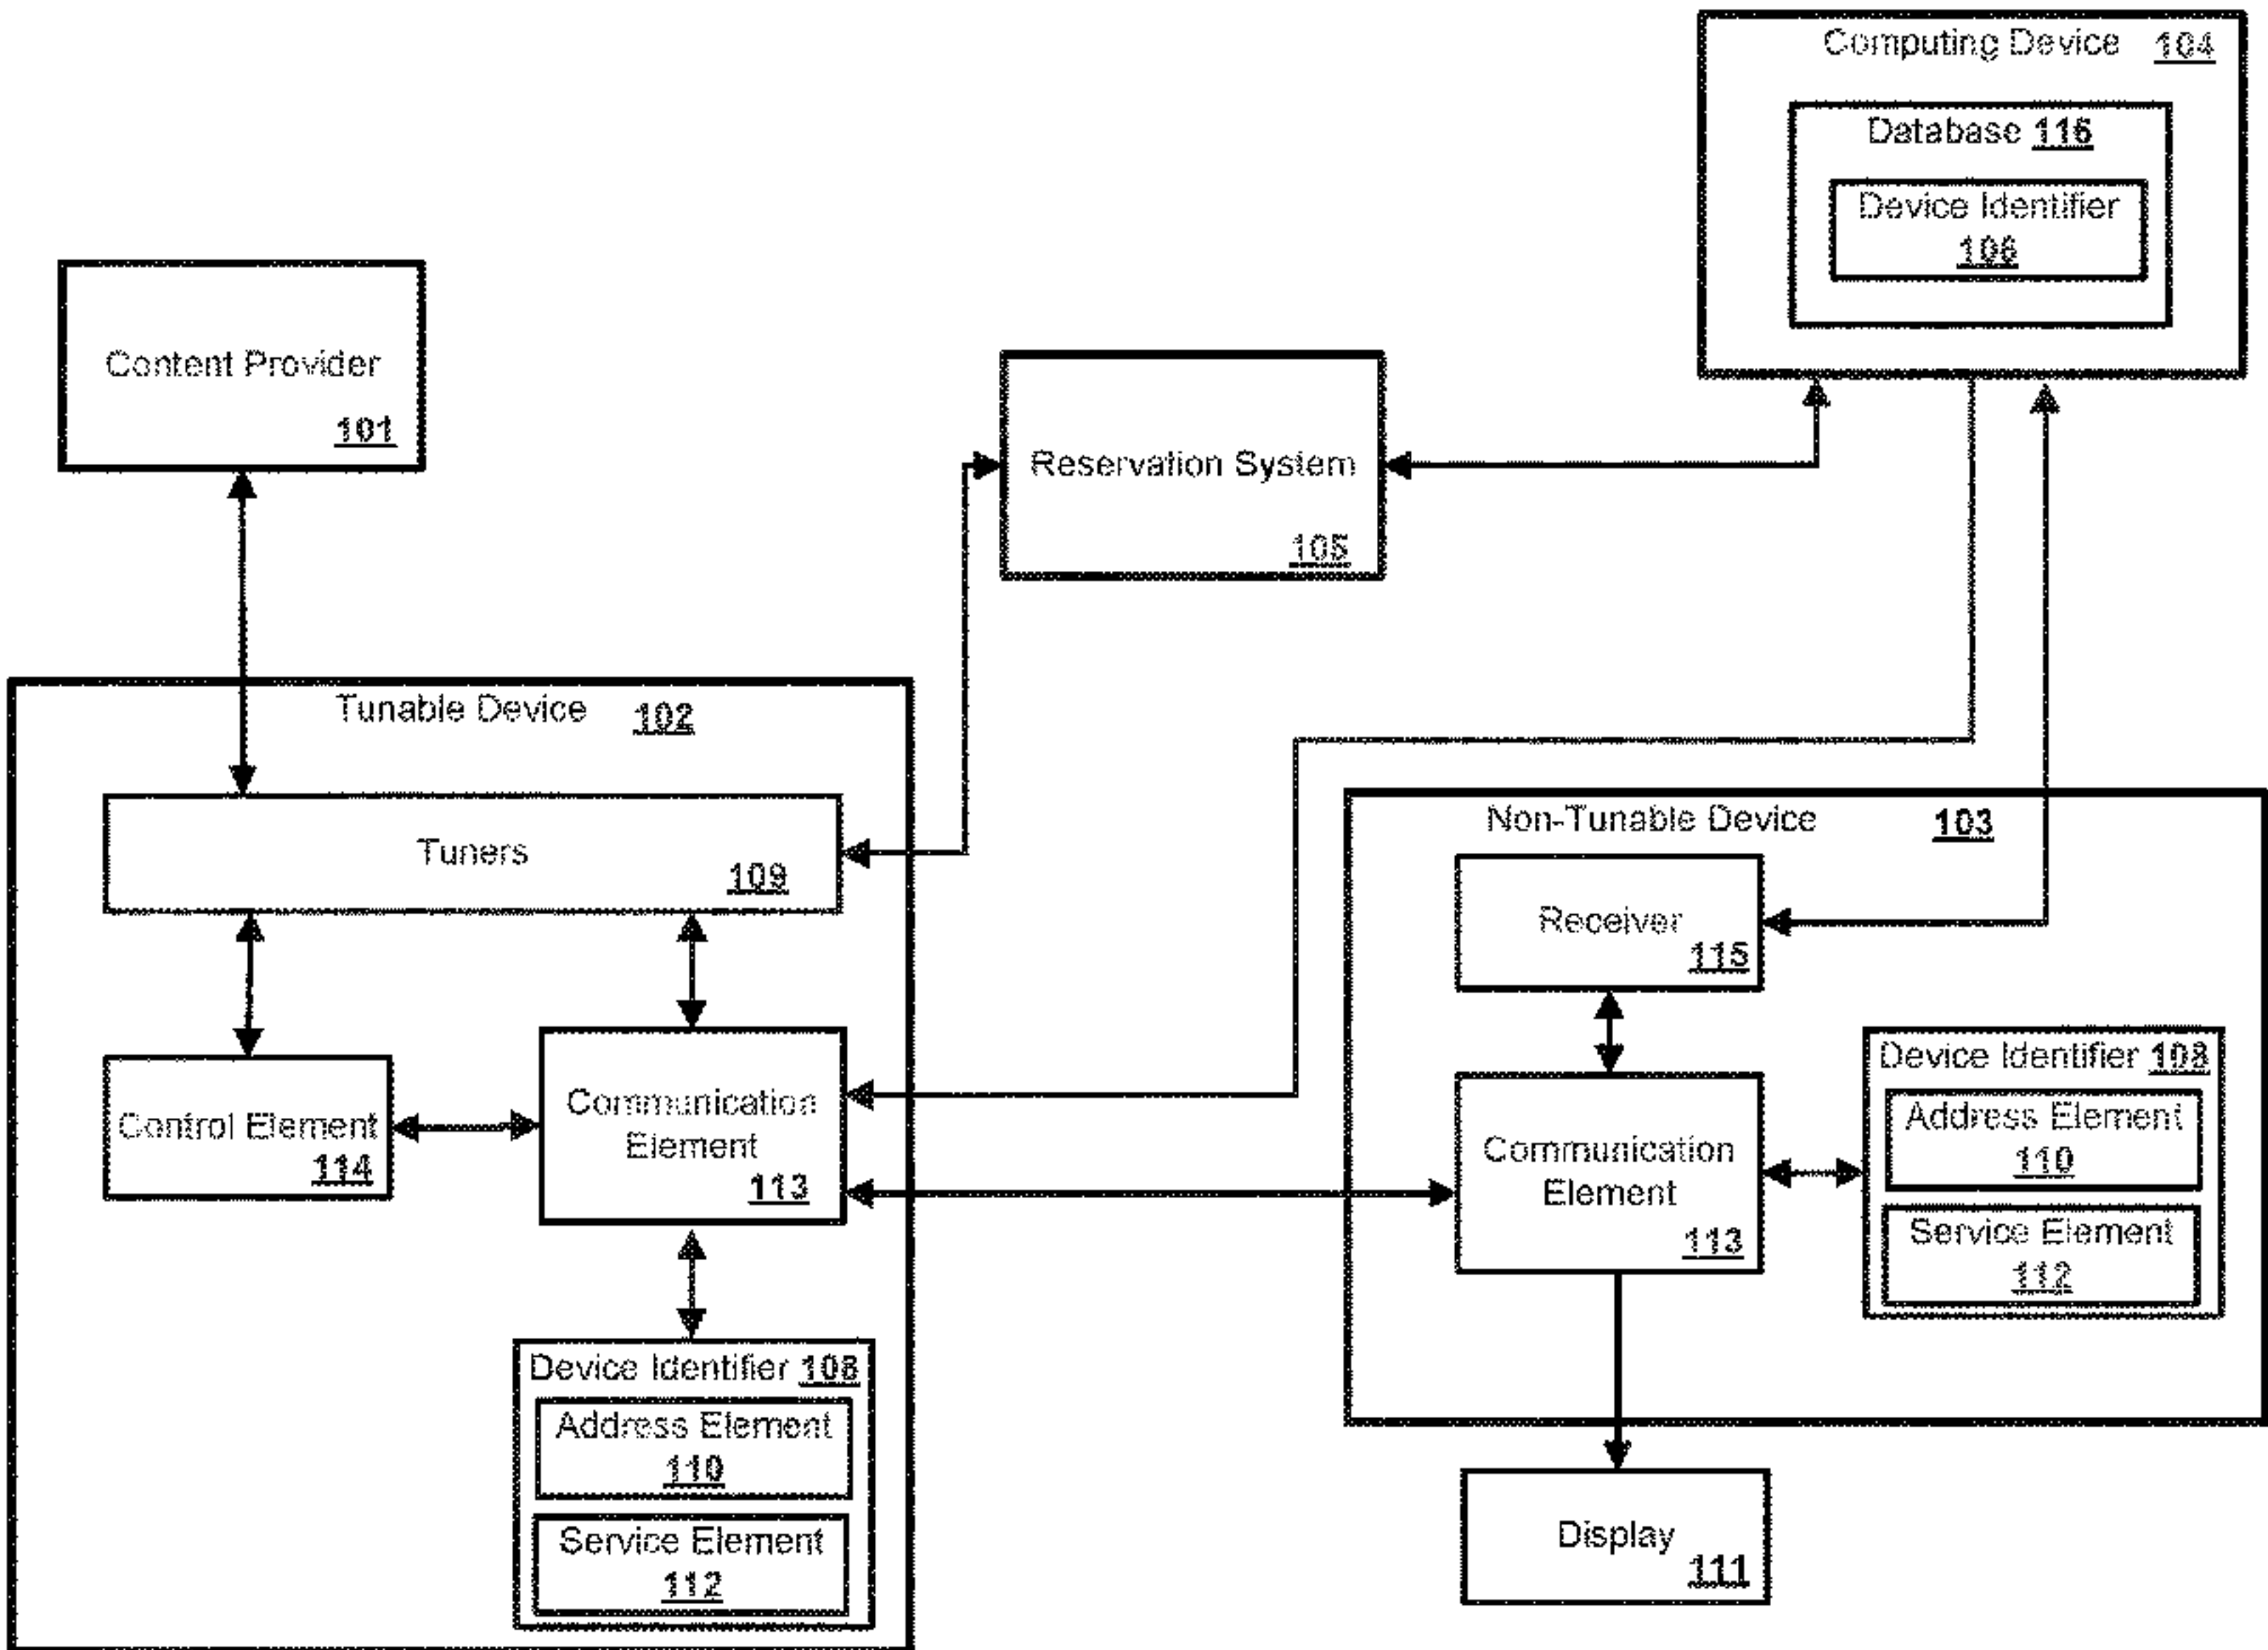 Computing Device 104
Database 116
Device Identifier
106
Content Provider
101
Reservation System
105
Tunable Device 102
Tuners
109
Control Element
114
Communication
Element
113
Device Identifier 108
Address Element
110
Service Element
112
Non-Tunable Device 103
Receiver
115
Communication
Element
113
Device Identifier 108
Address Element
110
Service Element
112
Display
111